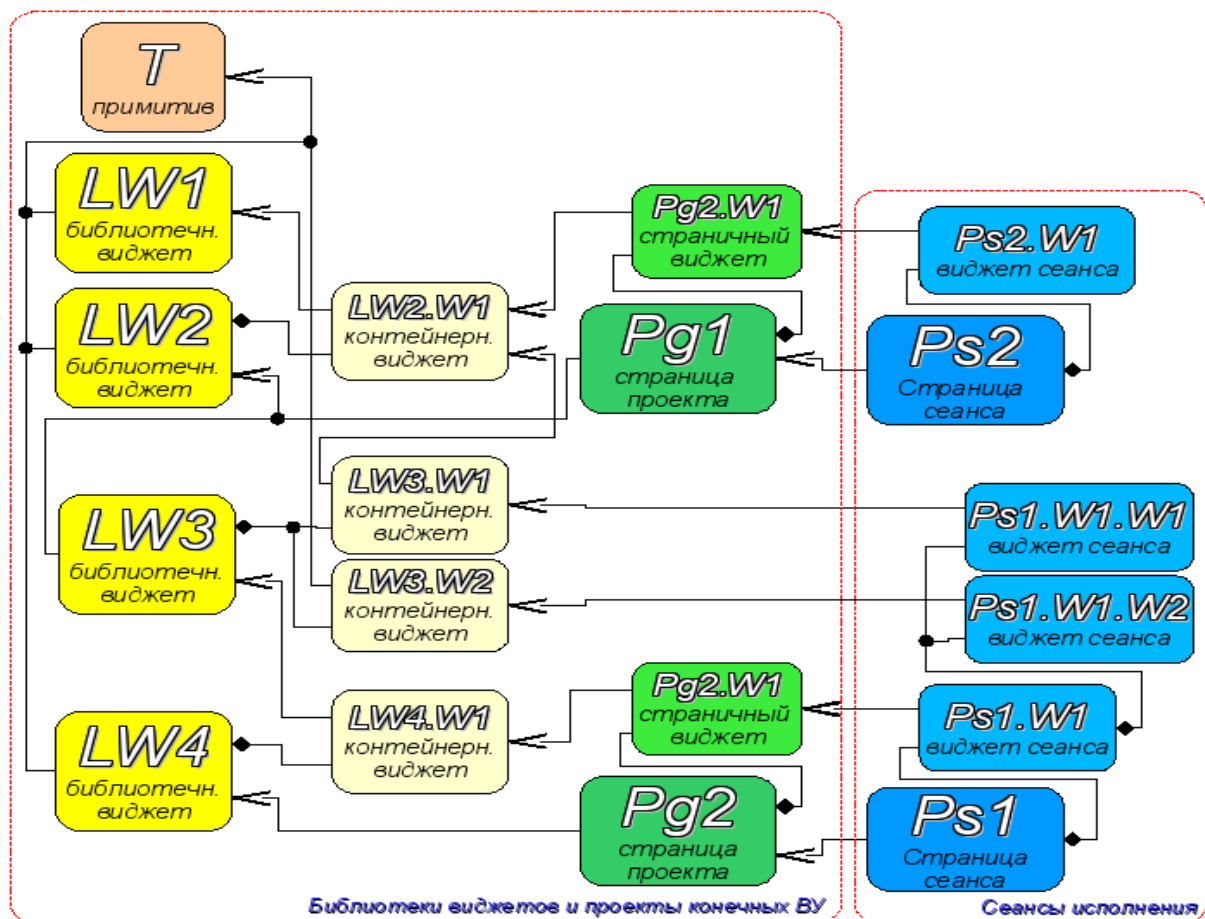 T
примитив
LW1
библиотечн.
виджет
LW2
библиотечн.
виджет
LW3
библиотечн.
виджет
LW4
библиотечн.
виджет
LW2.W1
контейнерн.
виджет
LW3.W1
контейнерн.
виджет
LW3.W2
контейнерн.
виджет
LW4.W1
контейнерн.
виджет
Pg2.W1
страничный
виджет
Pg1
страница
проекта
Pg2.W1
страничный
виджет
Pg2
страница
проекта
Библиотеки виджетов и проекты конечных ВУ
Ps2.W1
виджет сеанса
Ps2
Страница
сеанса
Ps1.W1.W1
виджет сеанса
Ps1.W1.W2
виджет сеанса
Ps1.W1
виджет сеанса
Ps1
Страница
сеанса
Сеансы исполнения